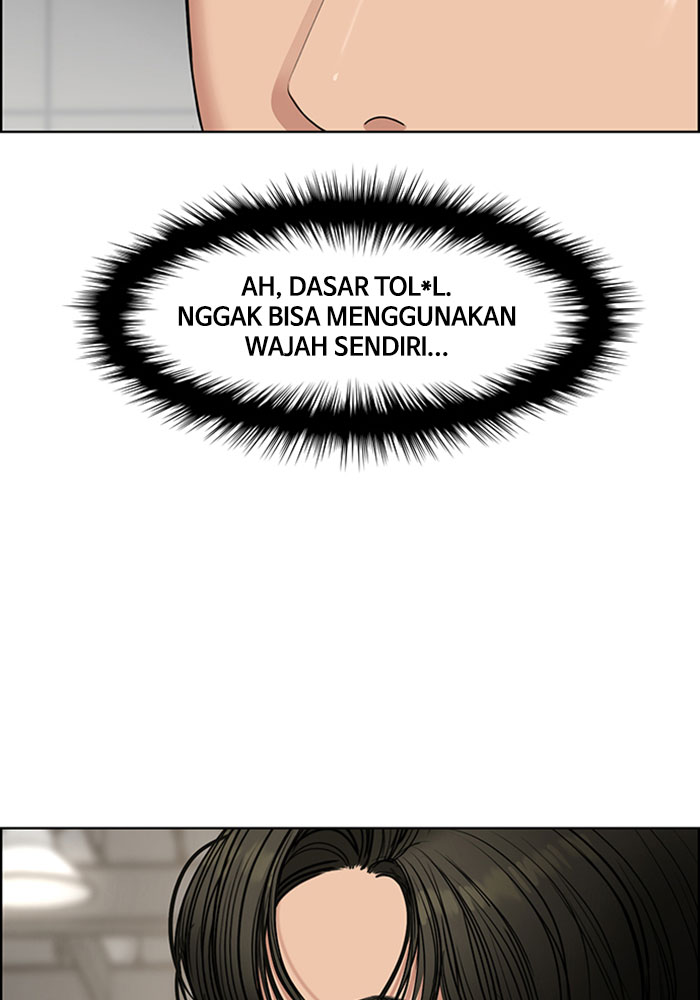 AH, DASAR TOL*L.
NGGAK BISA MENGGUNAKAN
WAJAH SENDIRI...